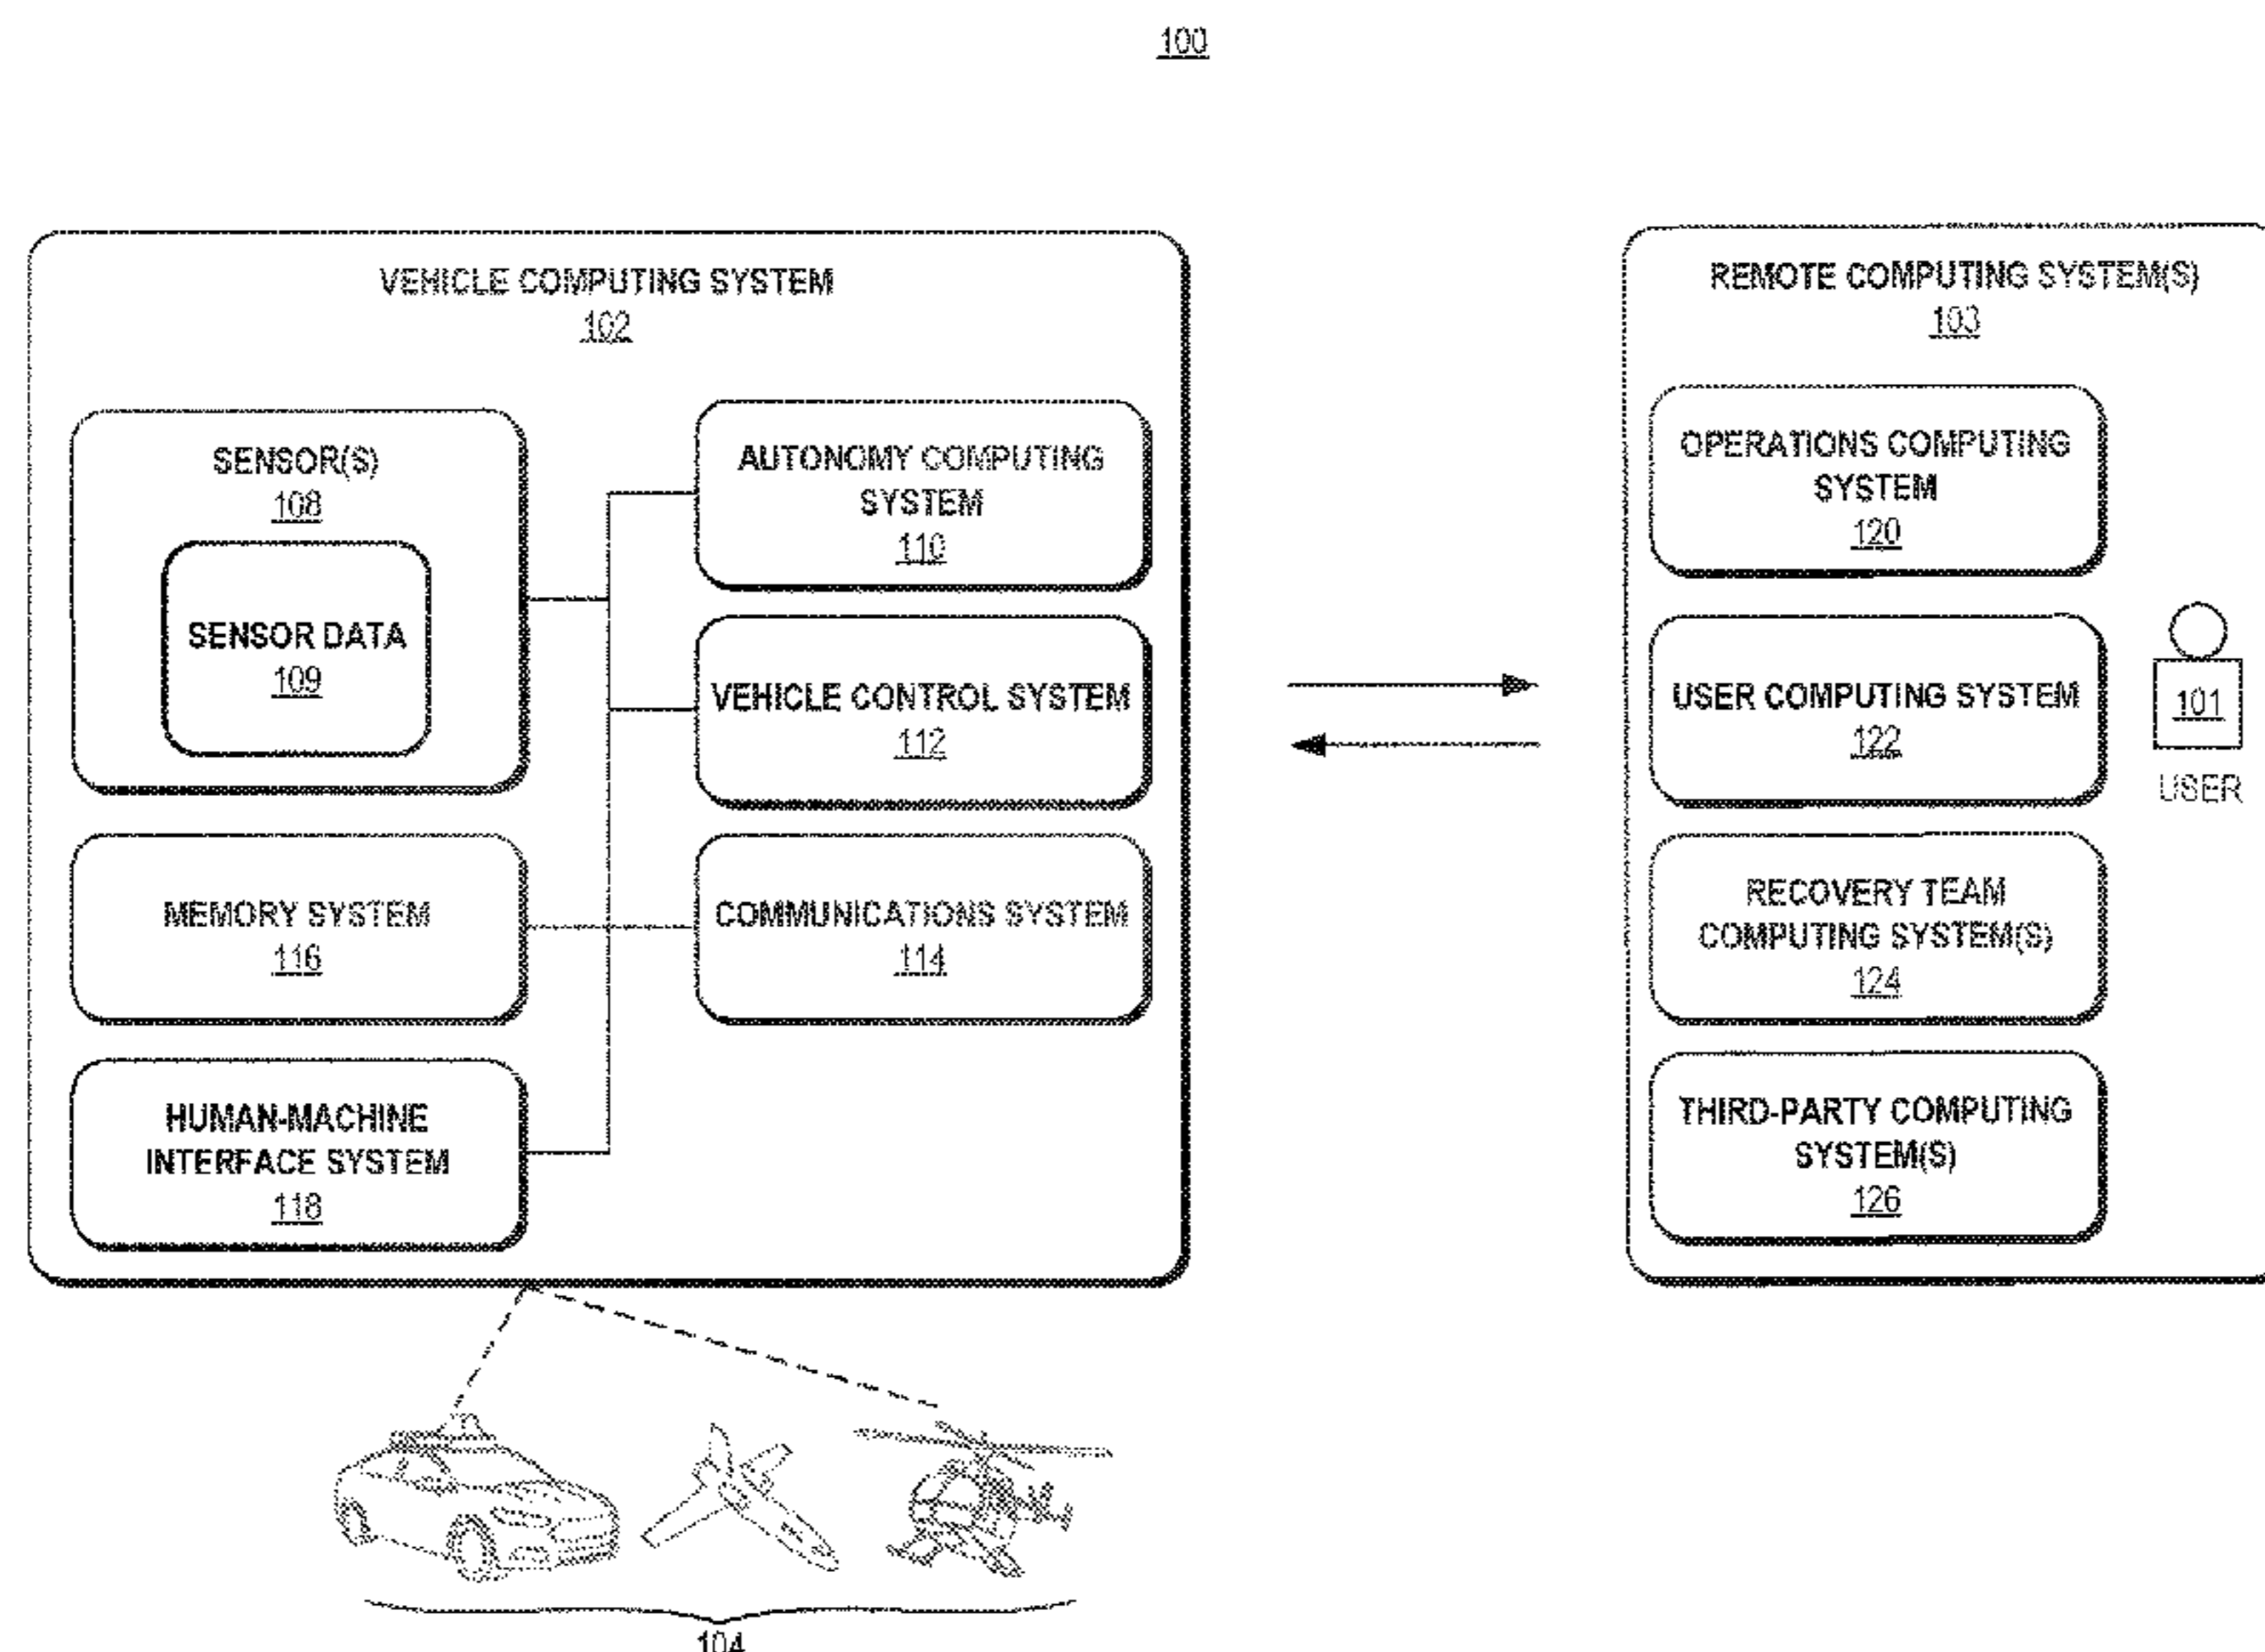 100
VEHICLE COMPUTING SYSTEM
102
SENSOR(S)
108
SENSOR DATA
109
MEMORY SYSTEM
116
HUMAN-MACHINE
INTERFACE SYSTEM
118
AUTONOMY COMPUTING
SYSTEM
110
VEHICLE CONTROL SYSTEM
112
COMMUNICATIONS SYSTEM
114
REMOTE COMPUTING SYSTEM(S)
103
OPERATIONS COMPUTING
SYSTEM
120
USER COMPUTING SYSTEM
122
RECOVERY TEAM
COMPUTING SYSTEM(S)
124
THIRD-PARTY COMPUTING
SYSTEM(S)
126
101
USER
104